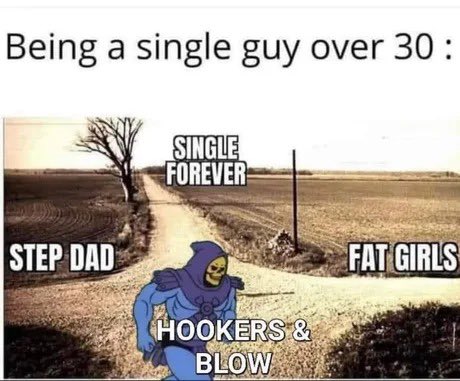 Being a single guy over 30 :
SINGLE
FOREVER
STEP DAD
FAT GIRLS
HOOKERS &
BLOW